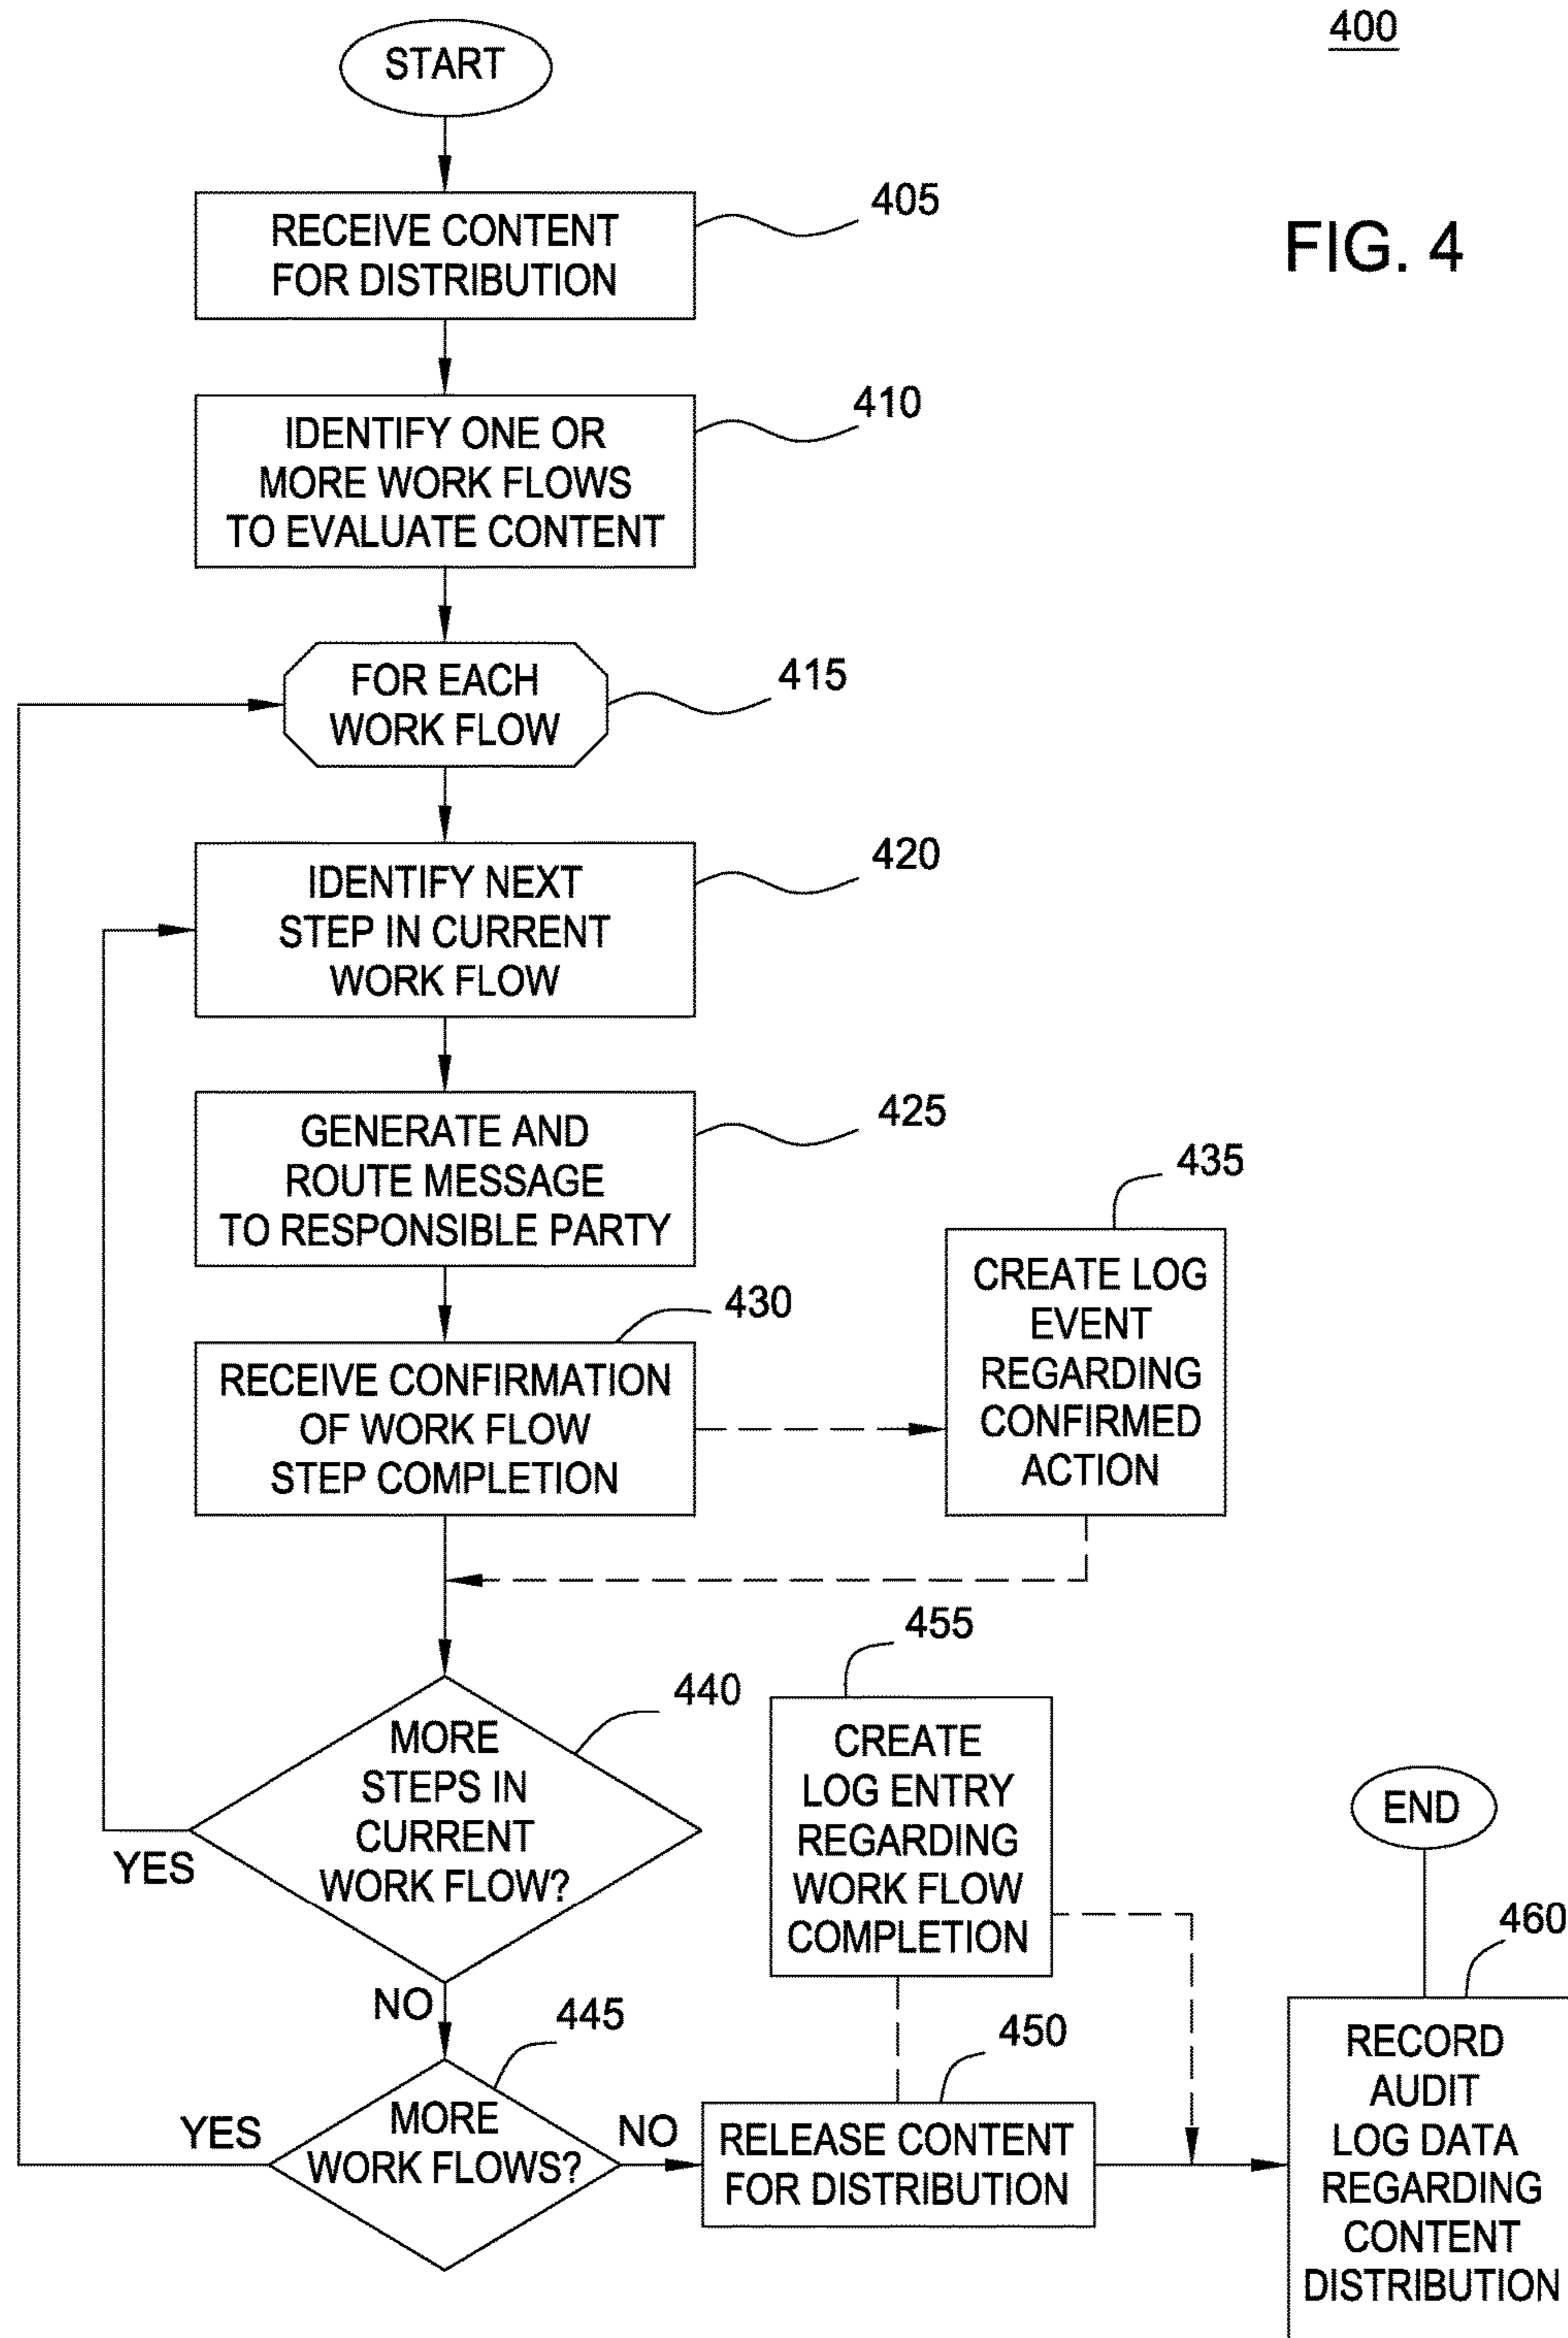 400
START
405
RECEIVE CONTENT
FOR DISTRIBUTION
FIG. 4
410
IDENTIFY ONE OR
MORE WORK FLOWS
TO EVALUATE CONTENT
415
FOR EACH
WORK FLOW
420
IDENTIFY NEXT
STEP IN CURRENT
WORK FLOW
425
GENERATE AND
ROUTE MESSAGE
TO RESPONSIBLE PARTY
435
CREATE LOG
EVENT
REGARDING
CONFIRMED
ACTION
430
RECEIVE CONFIRMATION
OF WORK FLOW
STEP COMPLETION
440
MORE
STEPS IN
CURRENT
WORK FLOW?
YES
NO
455
CREATE
LOG ENTRY
REGARDING
WORK FLOW
COMPLETION
END
445
MORE
WORK FLOWS?
YES
NO
450
RELEASE CONTENT
FOR DISTRIBUTION
460
RECORD
AUDIT
LOG DATA
REGARDING
CONTENT
DISTRIBUTION